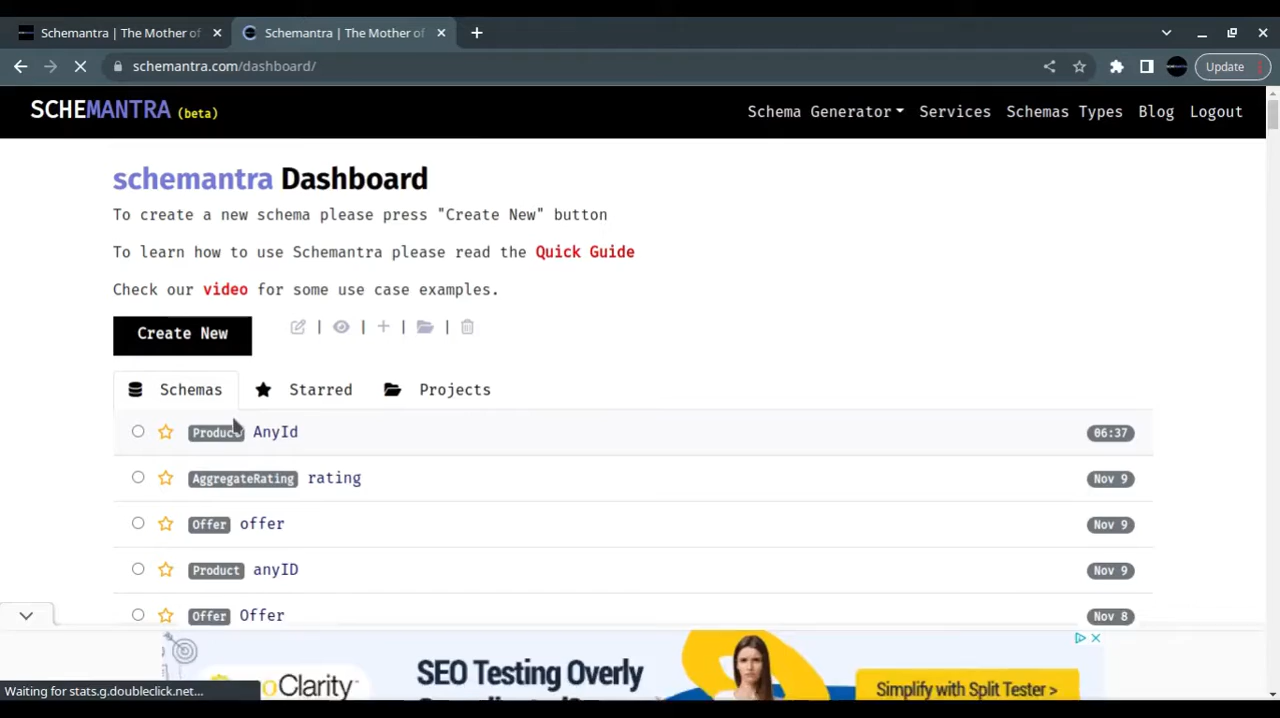 Schemantra | The Mother of
Schemantra | The Mother of
schemantra.com/dashboard/
Update
SCHEMANTRA (beta)
Schema Generator
Services
Schemas Types
Blog
Logout
schemantra Dashboard
To create a new schema please press "Create New" button
To learn how to use Schemantra please read the Quick Guide
Check our video for some use case examples.
Create New
| | | |
Schemas
Starred
Projects
Product AnyId 06:37
AggregateRating rating Nov 9
Offer offer Nov 9
Product anyID Nov 9
Offer Offer Nov 8
SEO Testing Overly
oClarity
Simplify with Split Tester >
Waiting for stats.g.doubleclick.net...